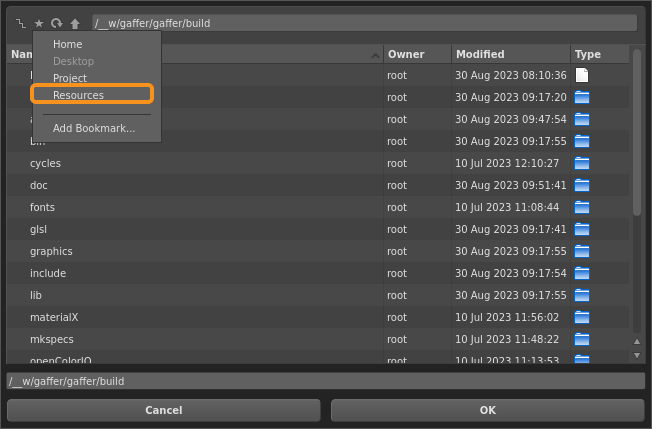 /__w/gaffer/gaffer/build
Home
Desktop
Project
Resources
Add Bookmark...
Owner Modified Type
root 30 Aug 2023 08:10:36
root 30 Aug 2023 09:17:20
root 30 Aug 2023 09:47:54
bin root 30 Aug 2023 09:17:55
cycles root 10 Jul 2023 12:10:27
doc root 30 Aug 2023 09:51:41
fonts root 10 Jul 2023 11:08:44
glsl root 30 Aug 2023 09:17:41
graphics root 30 Aug 2023 09:17:55
include root 30 Aug 2023 09:17:54
lib root 30 Aug 2023 09:17:55
materialX root 10 Jul 2023 11:56:02
mkspecs root 10 Jul 2023 11:48:22
openColorIO root 10 Jul 2023 11:13:53
/__w/gaffer/gaffer/build
Cancel OK